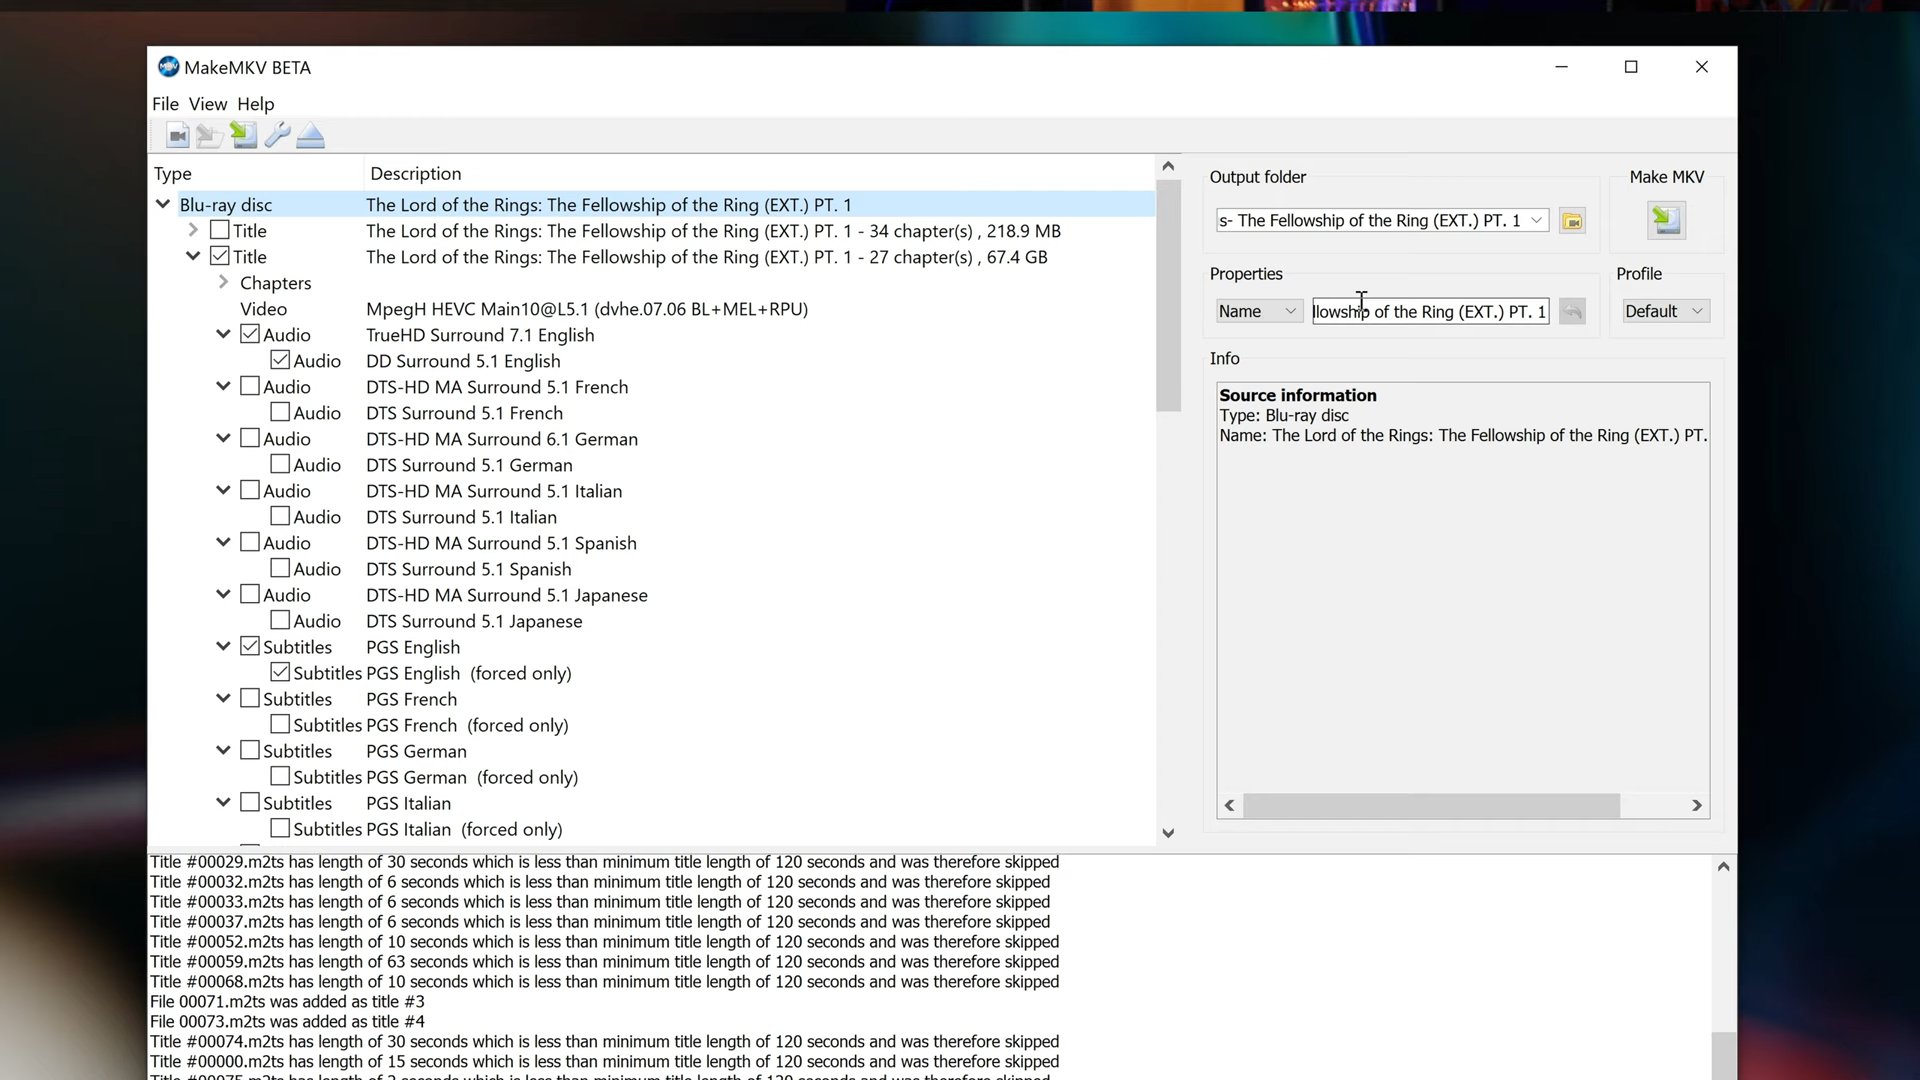 MakeMKV BETA
File View Help
Type Description
Blu-ray disc The Lord of the Rings: The Fellowship of the Ring (EXT.) PT. 1
Title The Lord of the Rings: The Fellowship of the Ring (EXT.) PT. 1 - 34 chapter(s) , 218.9 MB
Title The Lord of the Rings: The Fellowship of the Ring (EXT.) PT. 1 - 27 chapter(s) , 67.4 GB
Chapters
Video MpegH HEVC Main10@L5.1 (dvhe.07.06 BL+MEL+RPU)
Audio TrueHD Surround 7.1 English
Audio DD Surround 5.1 English
Audio DTS-HD MA Surround 5.1 French
Audio DTS Surround 5.1 French
Audio DTS-HD MA Surround 6.1 German
Audio DTS Surround 5.1 German
Audio DTS-HD MA Surround 5.1 Italian
Audio DTS Surround 5.1 Italian
Audio DTS-HD MA Surround 5.1 Spanish
Audio DTS Surround 5.1 Spanish
Audio DTS-HD MA Surround 5.1 Japanese
Audio DTS Surround 5.1 Japanese
Subtitles PGS English
Subtitles PGS English (forced only)
Subtitles PGS French
Subtitles PGS French (forced only)
Subtitles PGS German
Subtitles PGS German (forced only)
Subtitles PGS Italian
Subtitles PGS Italian (forced only)
Output folder
s- The Fellowship of the Ring (EXT.) PT. 1
Make MKV
Properties
Name llowship of the Ring (EXT.) PT. 1
Profile
Default
Info
Source information
Type: Blu-ray disc
Name: The Lord of the Rings: The Fellowship of the Ring (EXT.) PT.
Title #00029.m2ts has length of 30 seconds which is less than minimum title length of 120 seconds and was therefore skipped
Title #00032.m2ts has length of 6 seconds which is less than minimum title length of 120 seconds and was therefore skipped
Title #00033.m2ts has length of 6 seconds which is less than minimum title length of 120 seconds and was therefore skipped
Title #00037.m2ts has length of 6 seconds which is less than minimum title length of 120 seconds and was therefore skipped
Title #00052.m2ts has length of 10 seconds which is less than minimum title length of 120 seconds and was therefore skipped
Title #00059.m2ts has length of 63 seconds which is less than minimum title length of 120 seconds and was therefore skipped
Title #00068.m2ts has length of 10 seconds which is less than minimum title length of 120 seconds and was therefore skipped
File 00071.m2ts was added as title #3
File 00073.m2ts was added as title #4
Title #00074.m2ts has length of 30 seconds which is less than minimum title length of 120 seconds and was therefore skipped
Title #00000.m2ts has length of 15 seconds which is less than minimum title length of 120 seconds and was therefore skipped